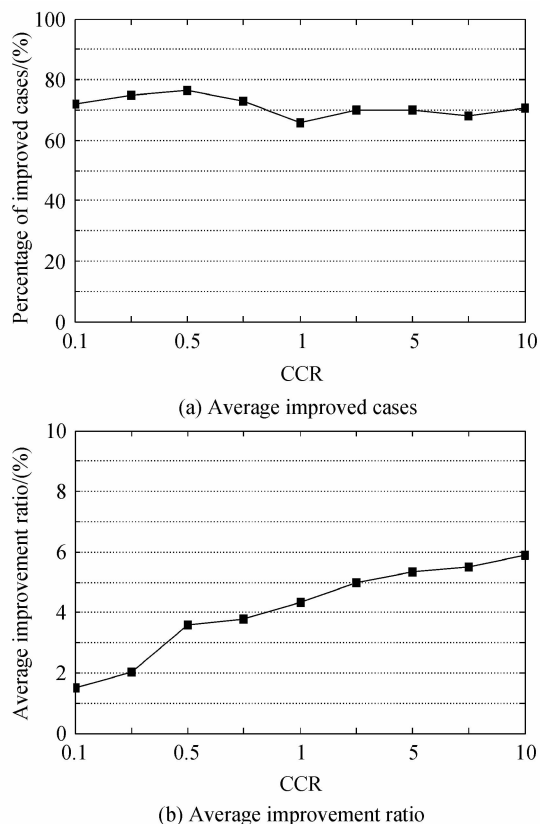 Percentage of improved cases/(%)
100
80
60
40
20
0
0.1 0.5 1 5 10
CCR
(a) Average improved cases
Average improvement ratio/(%)
10
8
6
4
2
0
0.1 0.5 1 5 10
CCR
(b) Average improvement ratio